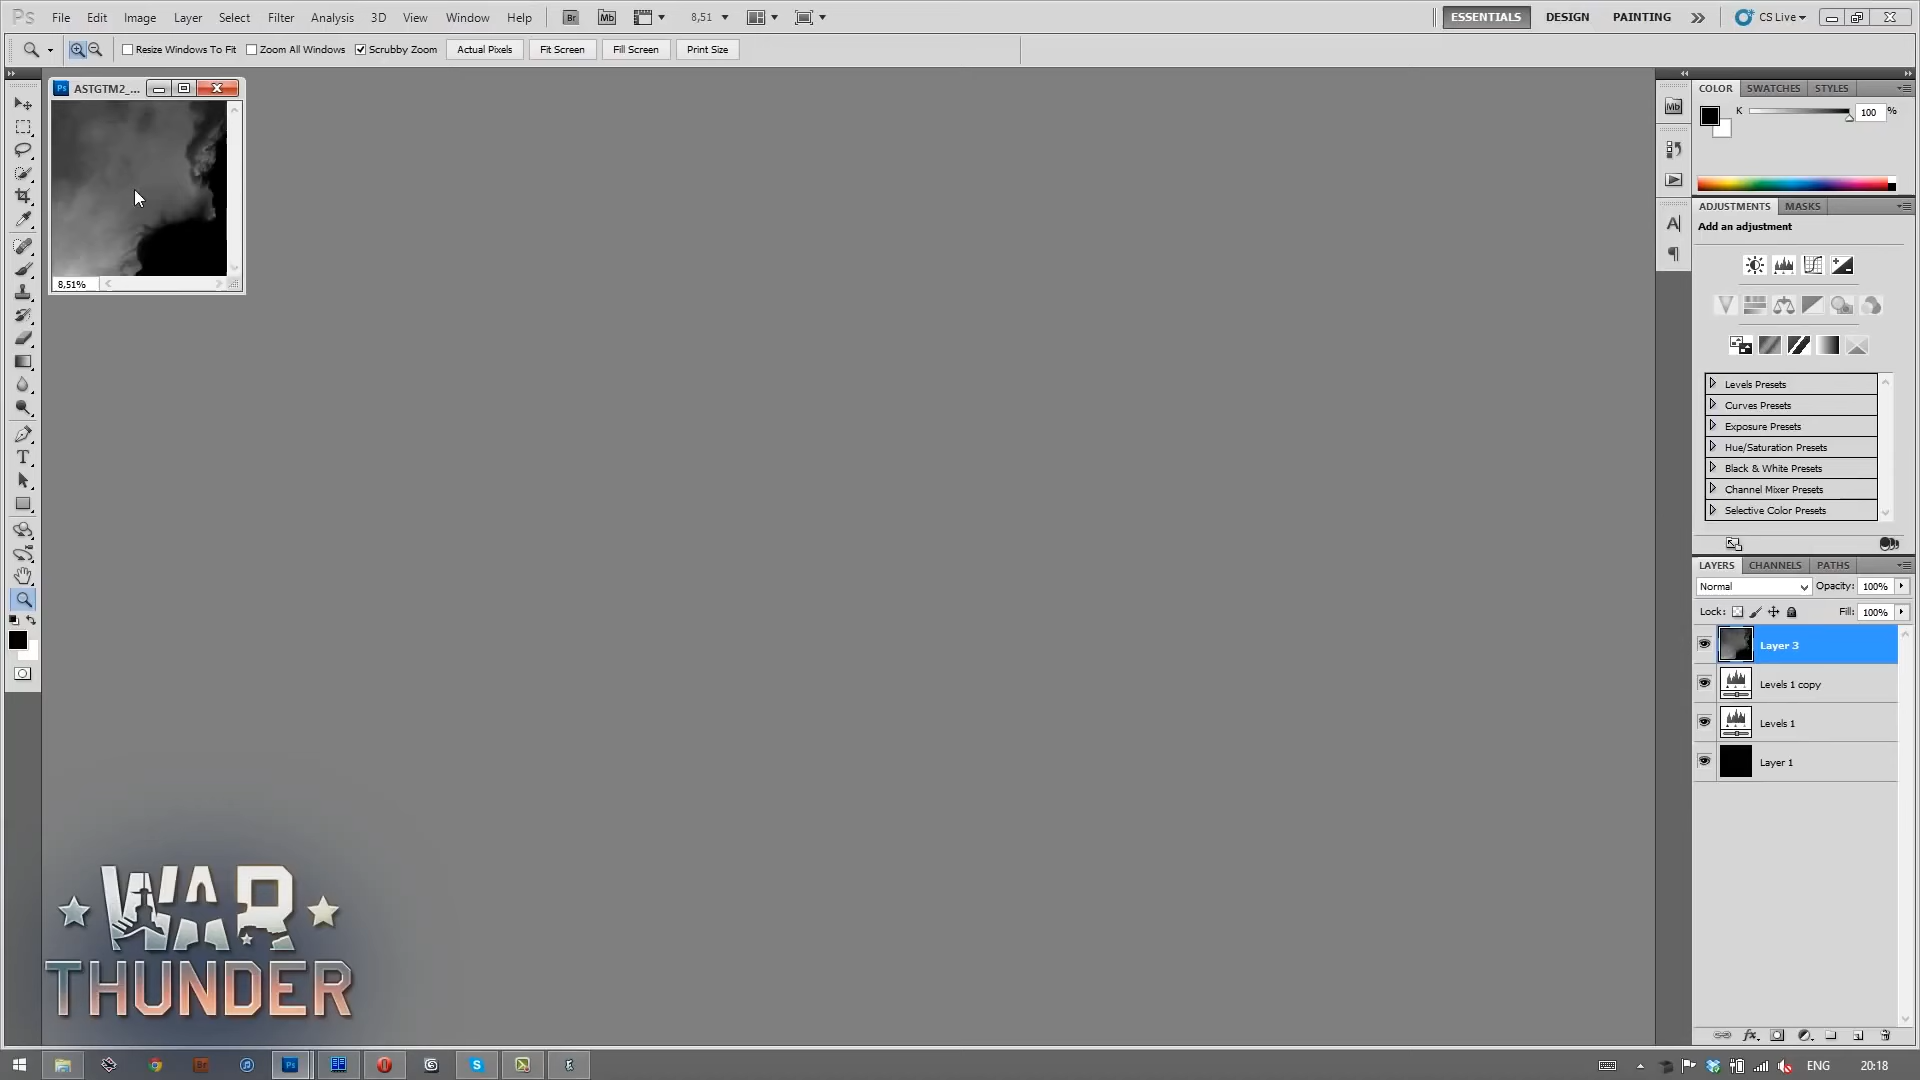 Ps File Edit Image Layer Select Filter Analysis 3D View Window Help Br Mb 8,51 ESSENTIALS DESIGN PAINTING CS Live
Resize Windows To Fit Zoom All Windows Scrubby Zoom Actual Pixels Fit Screen Fill Screen Print Size
Ps ASTGTM2_...
8,51%
COLOR SWATCHES STYLES
Mb
K 100 %
ADJUSTMENTS MASKS
Add an adjustment
Levels Presets
Curves Presets
Exposure Presets
Hue/Saturation Presets
Black & White Presets
Channel Mixer Presets
Selective Color Presets
LAYERS CHANNELS PATHS
Normal Opacity: 100%
Lock: Fill: 100%
Layer 3
Levels 1 copy
Levels 1
Layer 1
WAR
THUNDER
Br Ps ENG 20:18